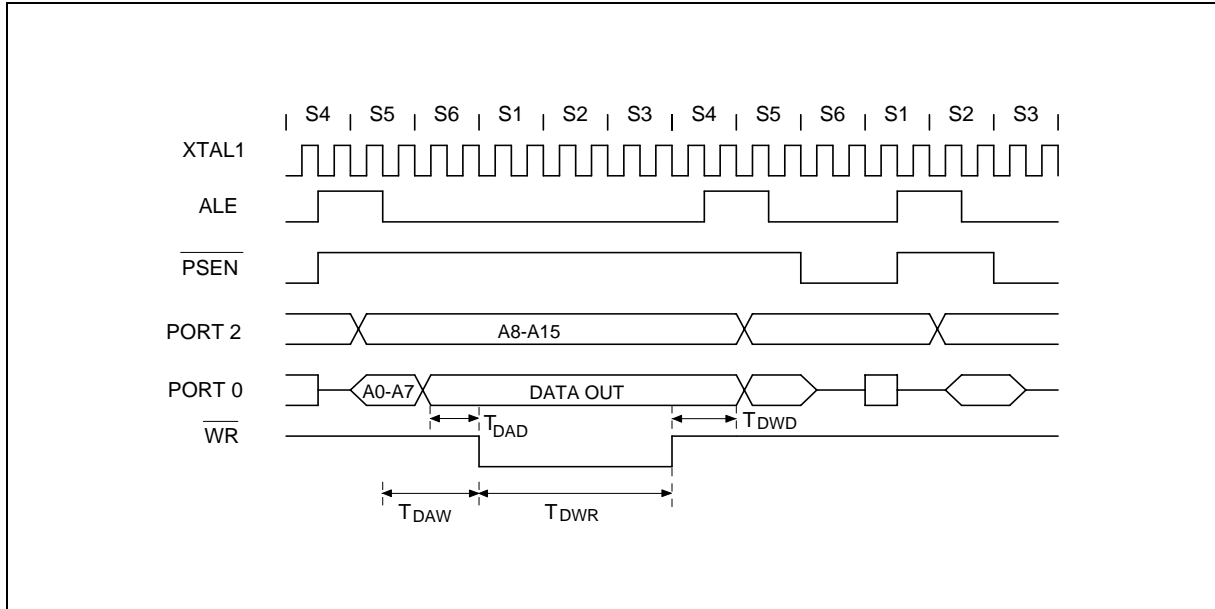 S4 S5 S6 S1 S2 S3 S4 S5 S6 S1 S2 S3
XTAL1
ALE
PSEN
PORT 2 A8-A15
PORT 0 A0-A7 DATA OUT
WR TDAD TDWD
TDAW TDWR